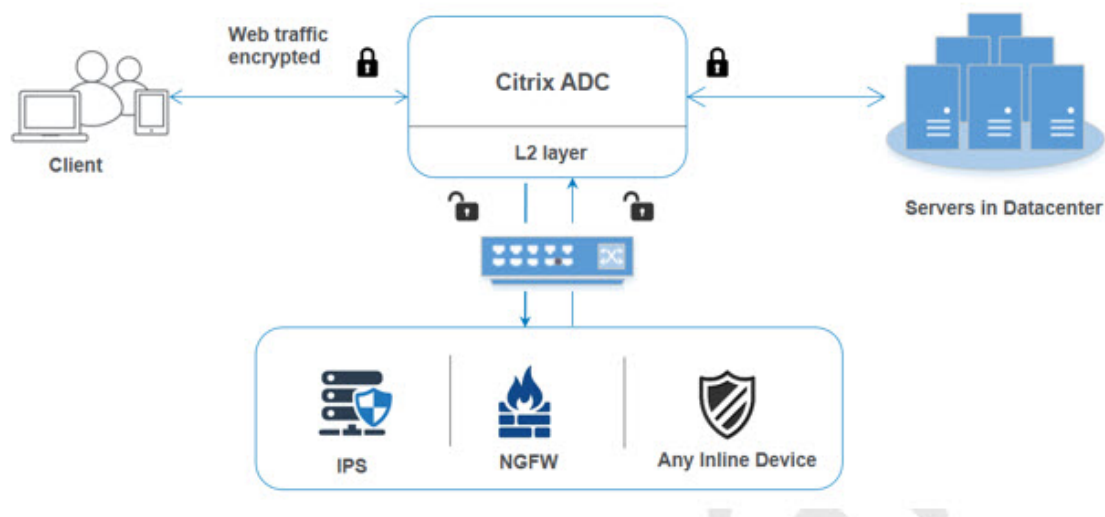 Web traffic
encrypted
Citrix ADC
L2 layer
Client
Servers in Datacenter
IPS
NGFW
Any Inline Device